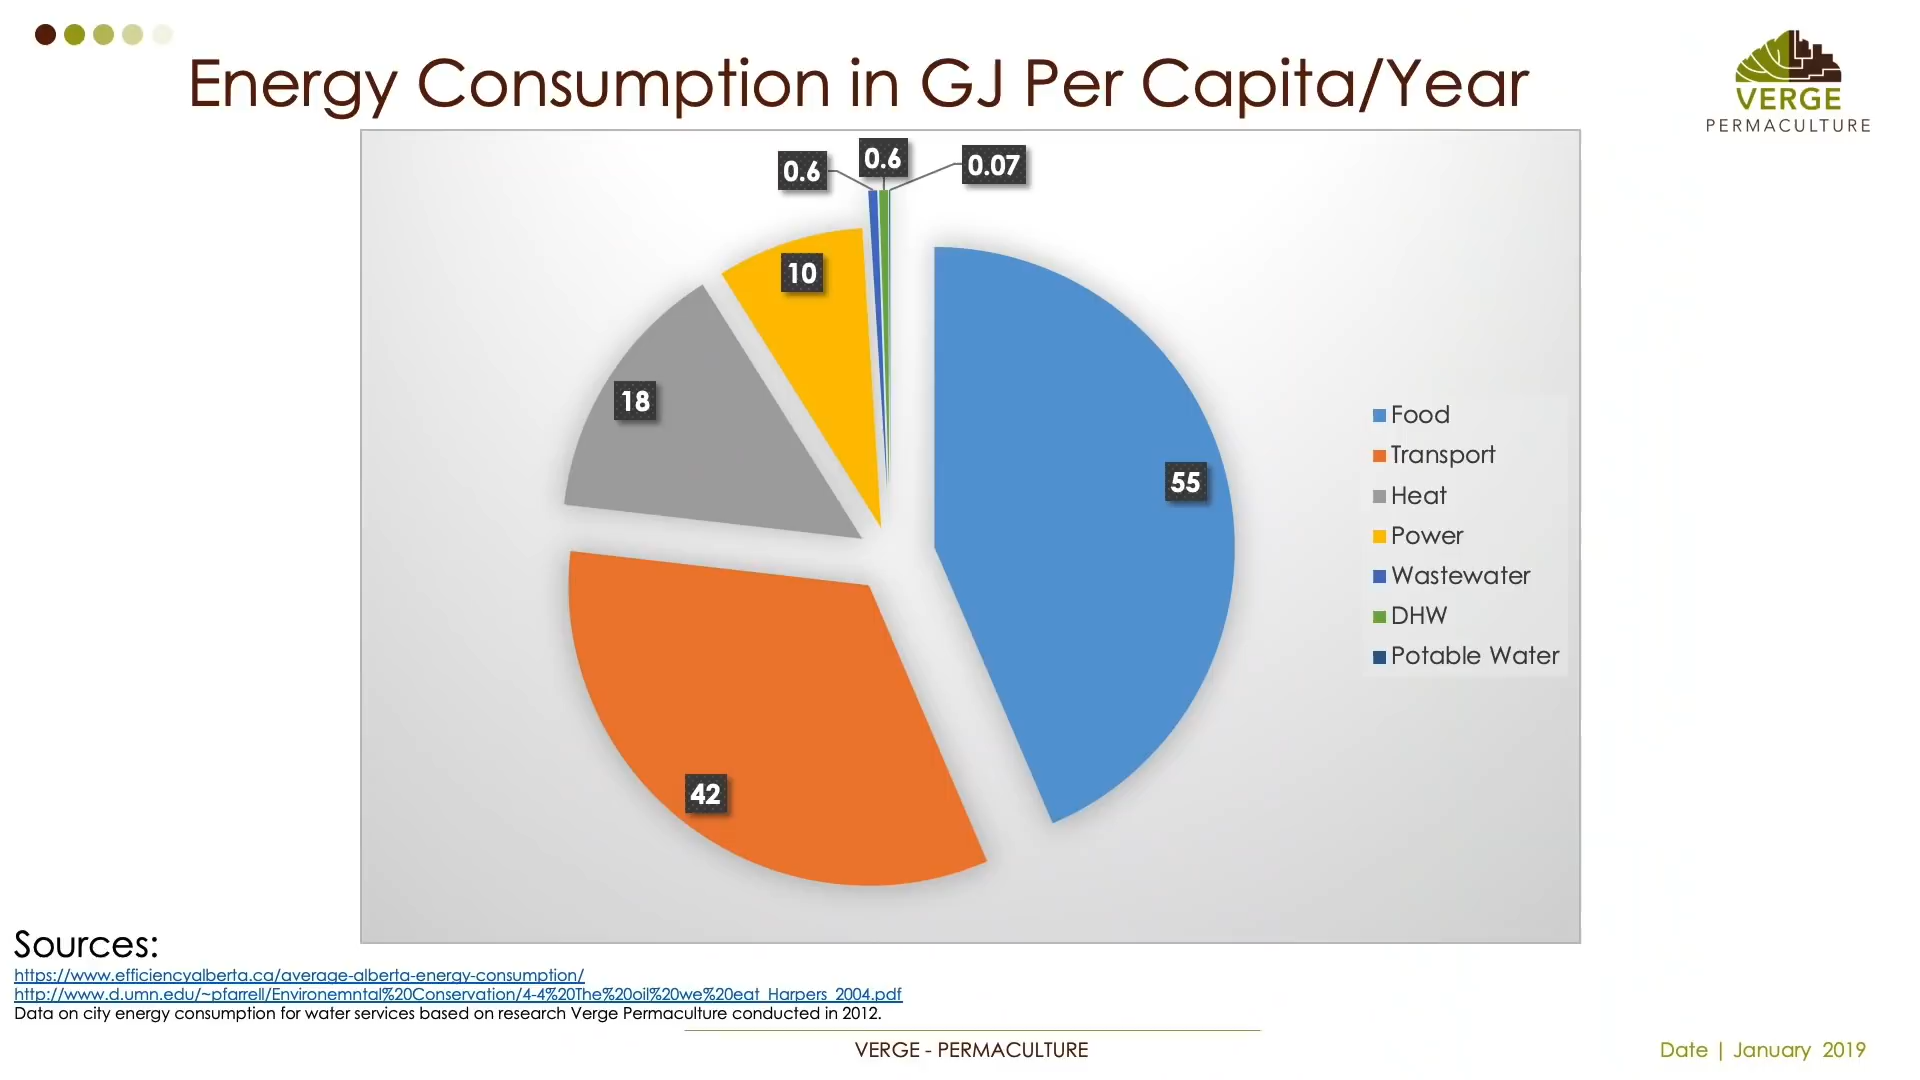 Energy Consumption in GJ Per Capita/Year
VERGE
PERMACULTURE
0.6
0.6
0.07
10
18
55
42
Food
Transport
Heat
Power
Wastewater
DHW
Potable Water
Sources:
https://www.efficiencyalberta.ca/average-alberta-energy-consumption/
http://www.d.umn.edu/~pfarrell/Environemntal%20Conservation/4-4%20The%20oil%20we%20eat_Harpers_2004.pdf
Data on city energy consumption for water services based on research Verge Permaculture conducted in 2012.
VERGE - PERMACULTURE
Date | January 2019